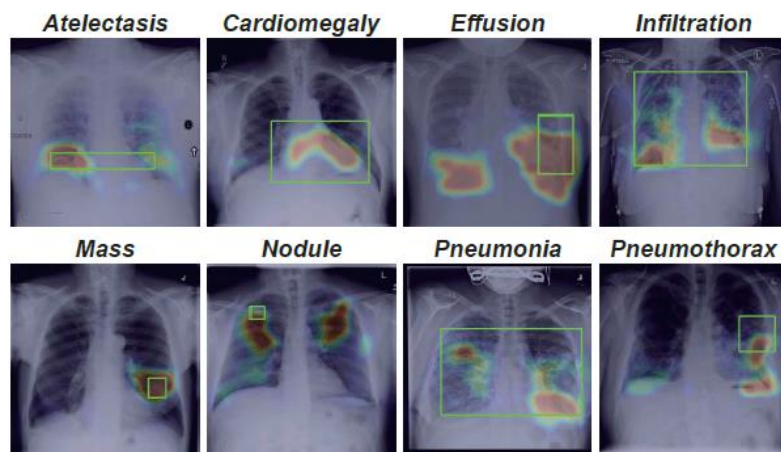 Atelectasis Cardiomegaly Effusion Infiltration
Mass Nodule Pneumonia Pneumothorax
L